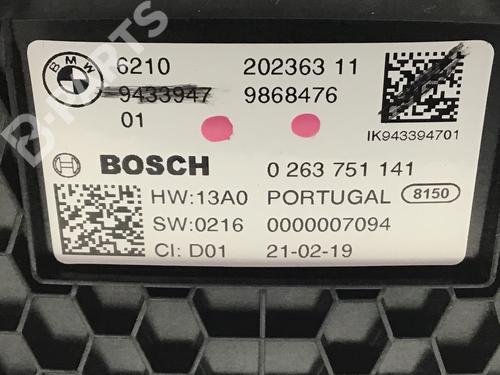 B-PARTS
BMW
6210 202363 11
9433947 9868476
01
IK943394701
BOSCH 0 263 751 141
HW:13A0 PORTUGAL 8150
SW:0216 0000007094
CI: D01 21-02-19